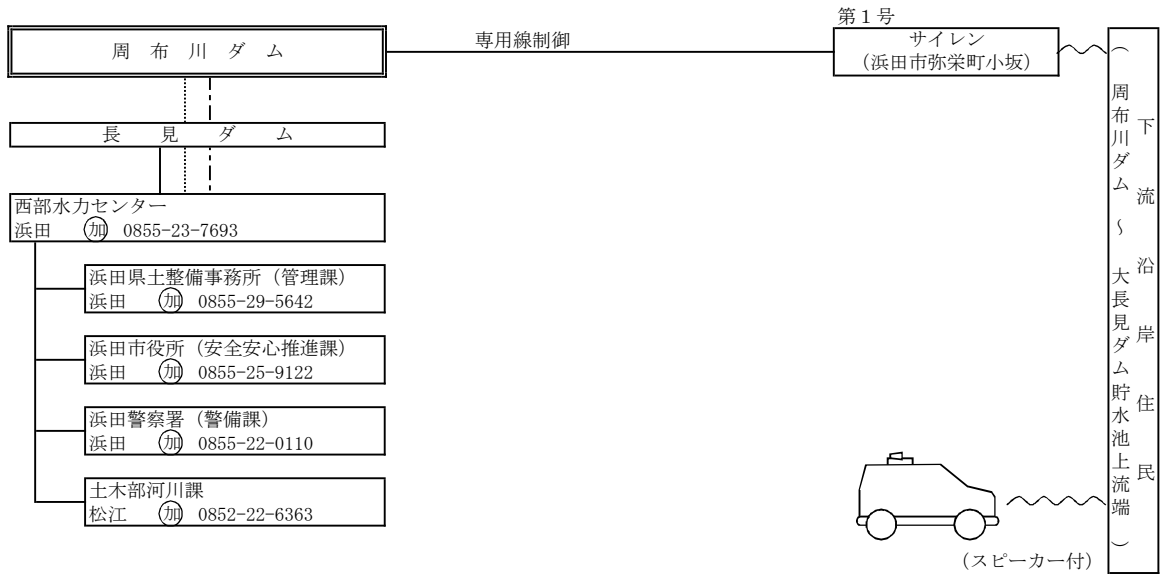 第1号
周布川ダム
専用線制御
サイレン
(浜田市弥栄町小坂)
長見ダム
西部水力センター
浜田 加 0855-23-7693
浜田県土整備事務所(管理課)
浜田 加 0855-29-5642
浜田市役所(安全安心推進課)
浜田 加 0855-25-9122
浜田警察署(警備課)
浜田 加 0855-22-0110
土木部河川課
松江 加 0852-22-6363
(スピーカー付)
下流沿岸住民
(周布川ダム~大長見ダム貯水池上流端)